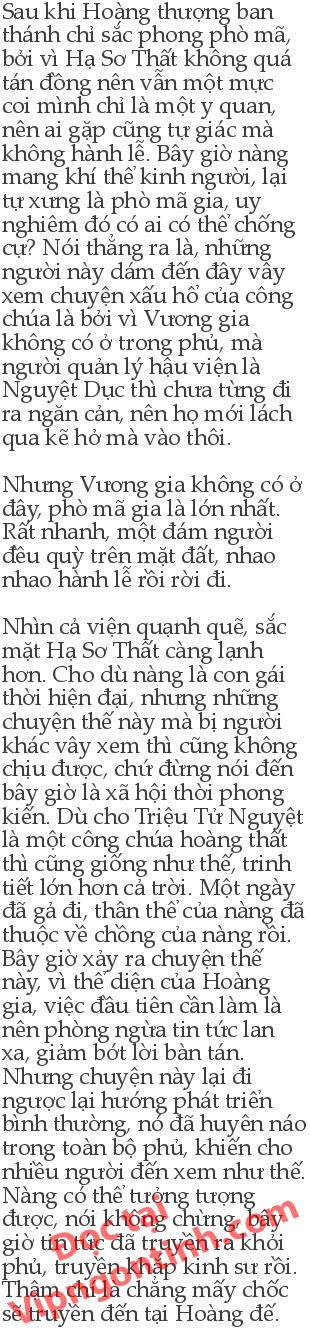 Sau khi Hoàng thượng ban
thánh chỉ sắc phong phò mã,
bởi vì Hạ Sơ Thất không quá
tán đồng nên vẫn một mực
coi mình chỉ là một y quan,
nên ai gặp cũng tự giác mà
không hành lễ. Bây giờ nàng
mang khí thể kinh người, lại
tự xưng là phò mã gia, uy
nghiêm đó có ai có thể chống
cự? Nói thẳng ra là, những
người này dám đến đây vây
xem chuyện xấu hổ của công
chúa là bởi vì Vương gia
không có ở trong phủ, mà
người quản lý hậu viện là
Nguyệt Dục thì chưa từng đi
ra ngăn cản, nên họ mới lách
qua kẽ hở mà vào thôi.
Nhưng Vương gia không có ở
đây, phò mã gia là lớn nhất.
Rất nhanh, một đám người
đều quỳ trên mặt đất, nhao
nhao hành lễ rồi rời đi.
Nhìn cả viện quạnh quẽ, sắc
mặt Hạ Sơ Thất càng lạnh
hơn. Cho dù nàng là con gái
thời hiện đại, nhưng những
chuyện thế này mà bị người
khác vây xem thì cũng không
chịu được, chứ đừng nói đến
bây giờ là xã hội thời phong
kiến. Dù cho Triệu Tử Nguyệt
là một công chúa hoàng thất
thì cũng giống như thế, trinh
tiết lớn hơn cả trời. Một ngày
đã gả đi, thân thể của nàng đã
thuộc về chồng của nàng rồi.
Bây giờ xảy ra chuyện thế
này, vì thể diện của Hoàng
gia, việc đầu tiên cần làm là
nên phòng ngừa tin tức lan
xa, giảm bớt lời bàn tán.
Nhưng chuyện này lại đi
ngược lại hướng phát triển
bình thường, nó đã huyên náo
trong toàn bộ phủ, khiến cho
nhiều người đến xem như thế.
Nàng có thể tưởng tượng
được, nói không chừng, bây
giờ tin tức đã truyền ra khỏi
phủ, truyền khắp kinh sư rồi.
Thậm chí là chẳng mấy chốc
sẽ truyền đến tại Hoàng đế.
Đọc tại
Vipngontinh.com